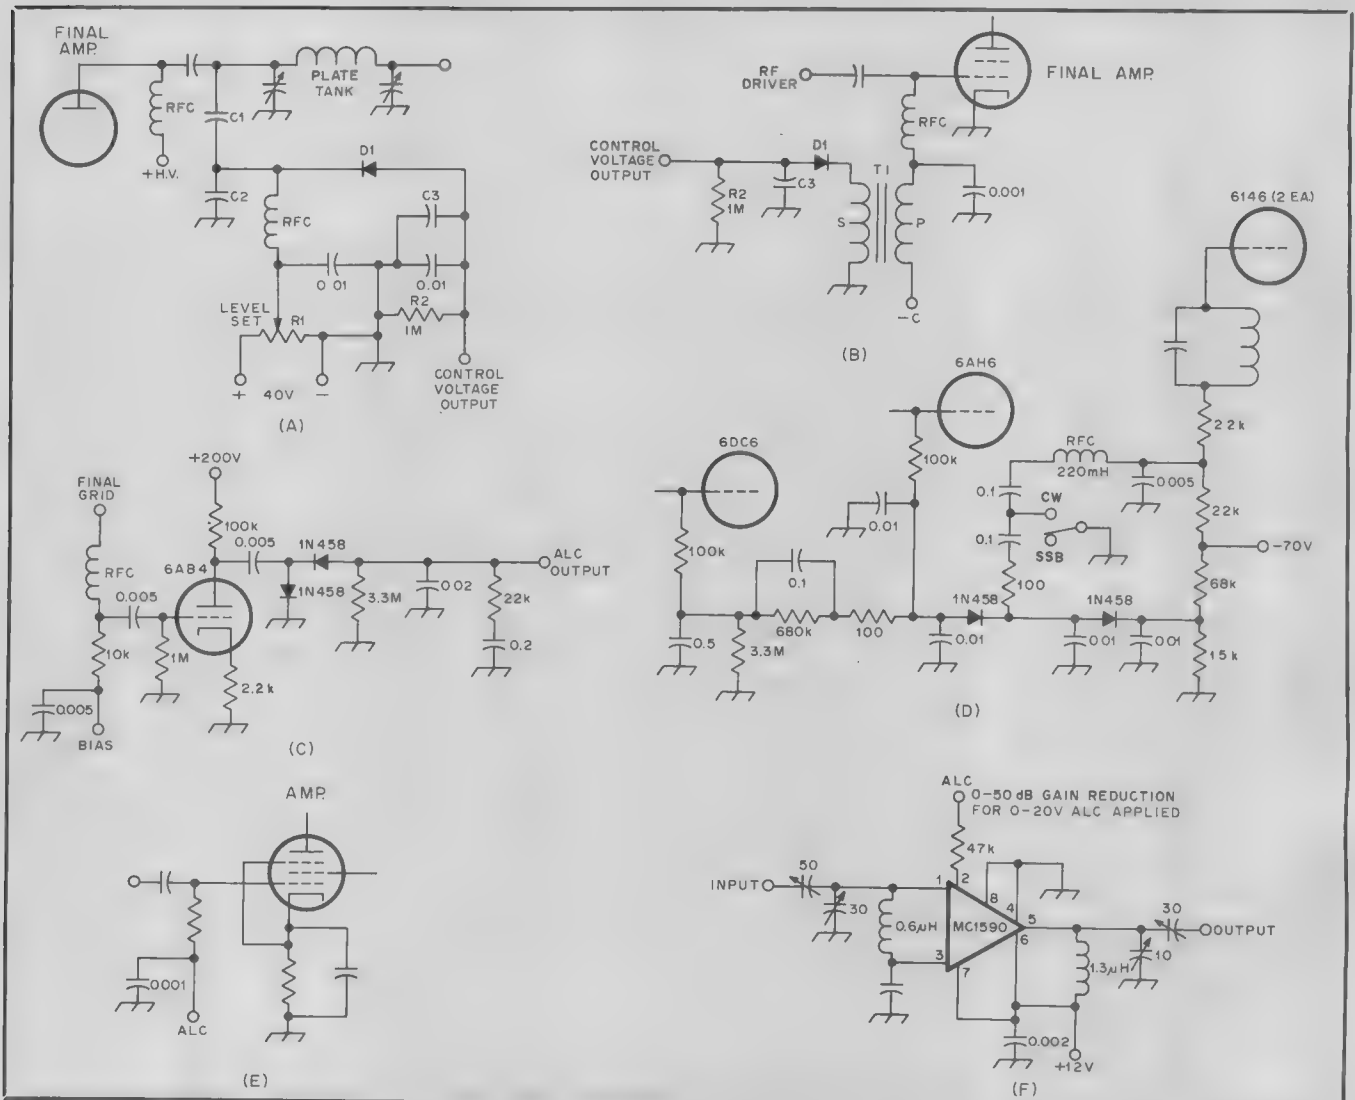 FINAL
AMP.
RFC
+H.V.
C1
PLATE
TANK
C2
RFC
D1
C3
0.01
0.01
LEVEL
SET
R1
R2
1M
+ 40V -
CONTROL
VOLTAGE
OUTPUT
(A)
RF
DRIVER
FINAL AMP.
RFC
CONTROL
VOLTAGE
OUTPUT
D1
T1
R2
1M
C3
S
P
0.001
-C
(B)
FINAL
GRID
+200V
RFC
100k
0.005
6AB4
0.005
1N458
1N458
10k
1M
2.2k
0.005
BIAS
3.3M
0.02
22k
0.2
ALC
OUTPUT
(C)
6146 (2 EA.)
6AH6
6DC6
100k
100k
0.01
0.1
680k
100
0.5
3.3M
0.01
1N458
RFC
220mH
0.1
CW
0.1
SSB
100
0.005
22k
-70V
68k
1N458
0.01
0.01
15k
(D)
AMP.
0.001
ALC
(E)
ALC
0-50 dB GAIN REDUCTION
FOR 0-20V ALC APPLIED
47k
INPUT
50
30
0.6µH
1
2
8
4
5
MC1590
6
3
7
1.3µH
30
OUTPUT
10
0.002
+12V
(F)